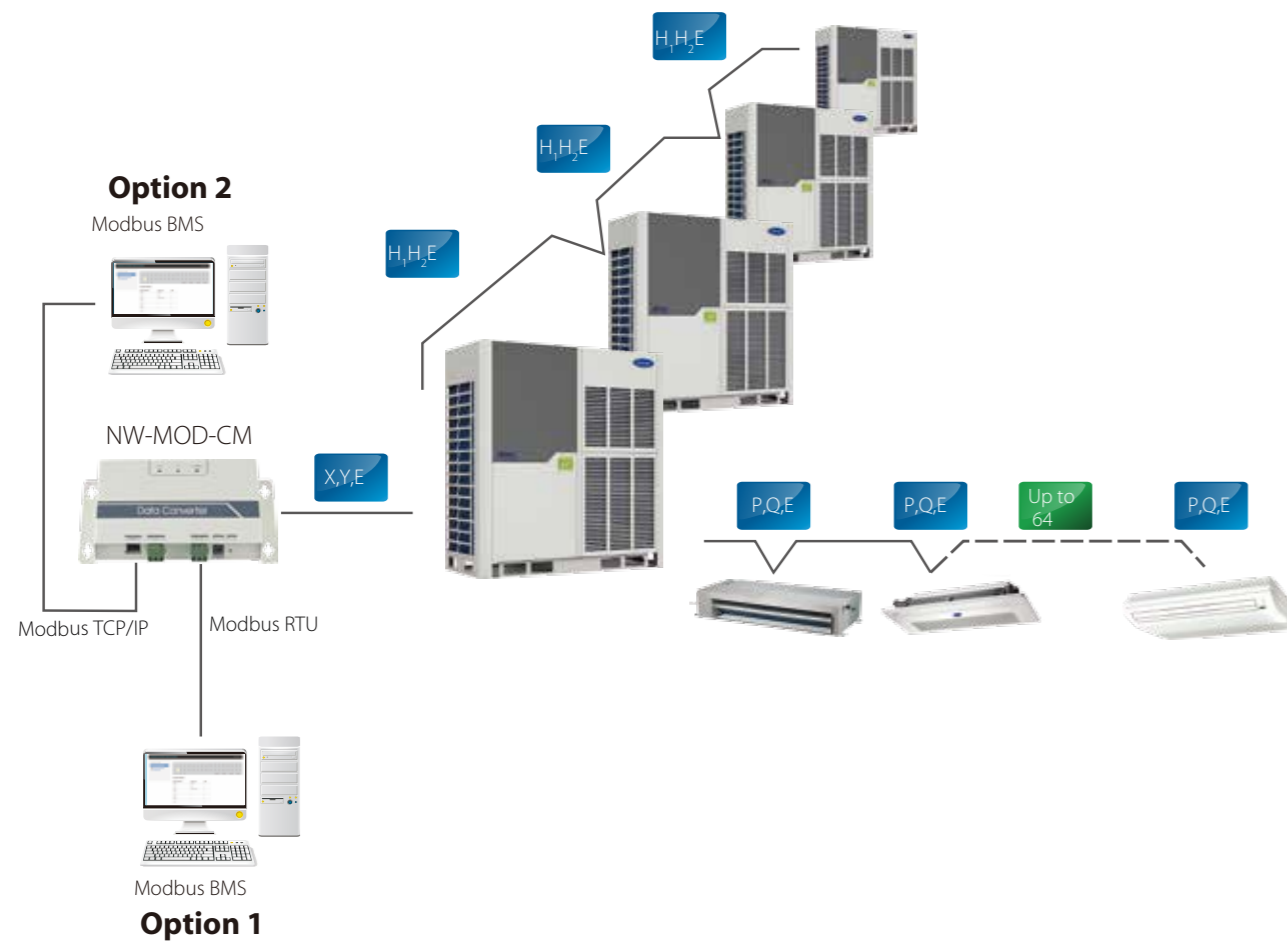 H₁H₂E
H₁H₂E
Option 2
Modbus BMS
H₁H₂E
NW-MOD-CM
X,Y,E
Data Converter
P,Q,E
P,Q,E
Up to
64
P,Q,E
Modbus TCP/IP
Modbus RTU
Modbus BMS
Option 1